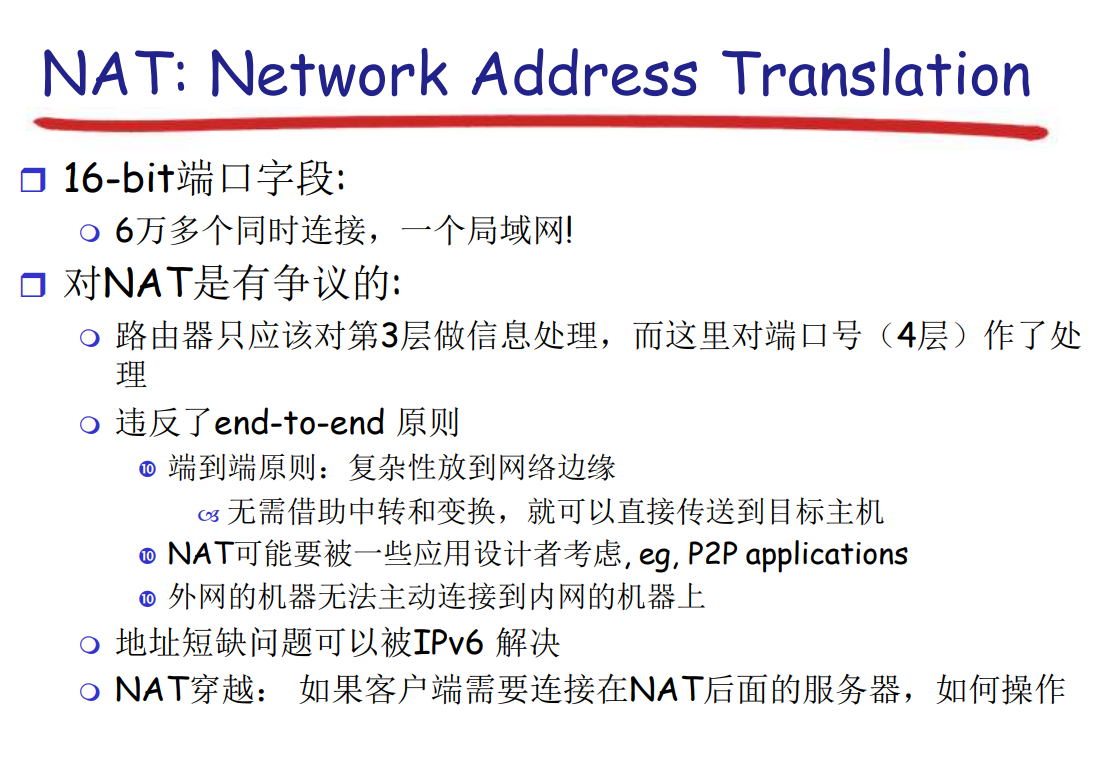 NAT: Network Address Translation
16-bit端口字段:
6万多个同时连接，一个局域网!
对NAT是有争议的:
路由器只应该对第3层做信息处理，而这里对端口号（4层）作了处
理
违反了end-to-end 原则
端到端原则：复杂性放到网络边缘
无需借助中转和变换，就可以直接传送到目标主机
NAT可能要被一些应用设计者考虑, eg, P2P applications
外网的机器无法主动连接到内网的机器上
地址短缺问题可以被IPv6 解决
NAT穿越： 如果客户端需要连接在NAT后面的服务器，如何操作